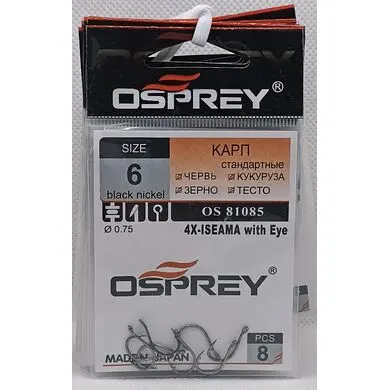 OSPREY®
SIZE
6
black nickel
КАРП
стандартные
☑ЧЕРВЬ ☑КУКУРУЗА
☑ЗЕРНО ☑ТЕСТО
Ø 0.75
OS 81085
4X-ISEAMA with Eye
OSPREY®
MADE IN JAPAN
PCS
8